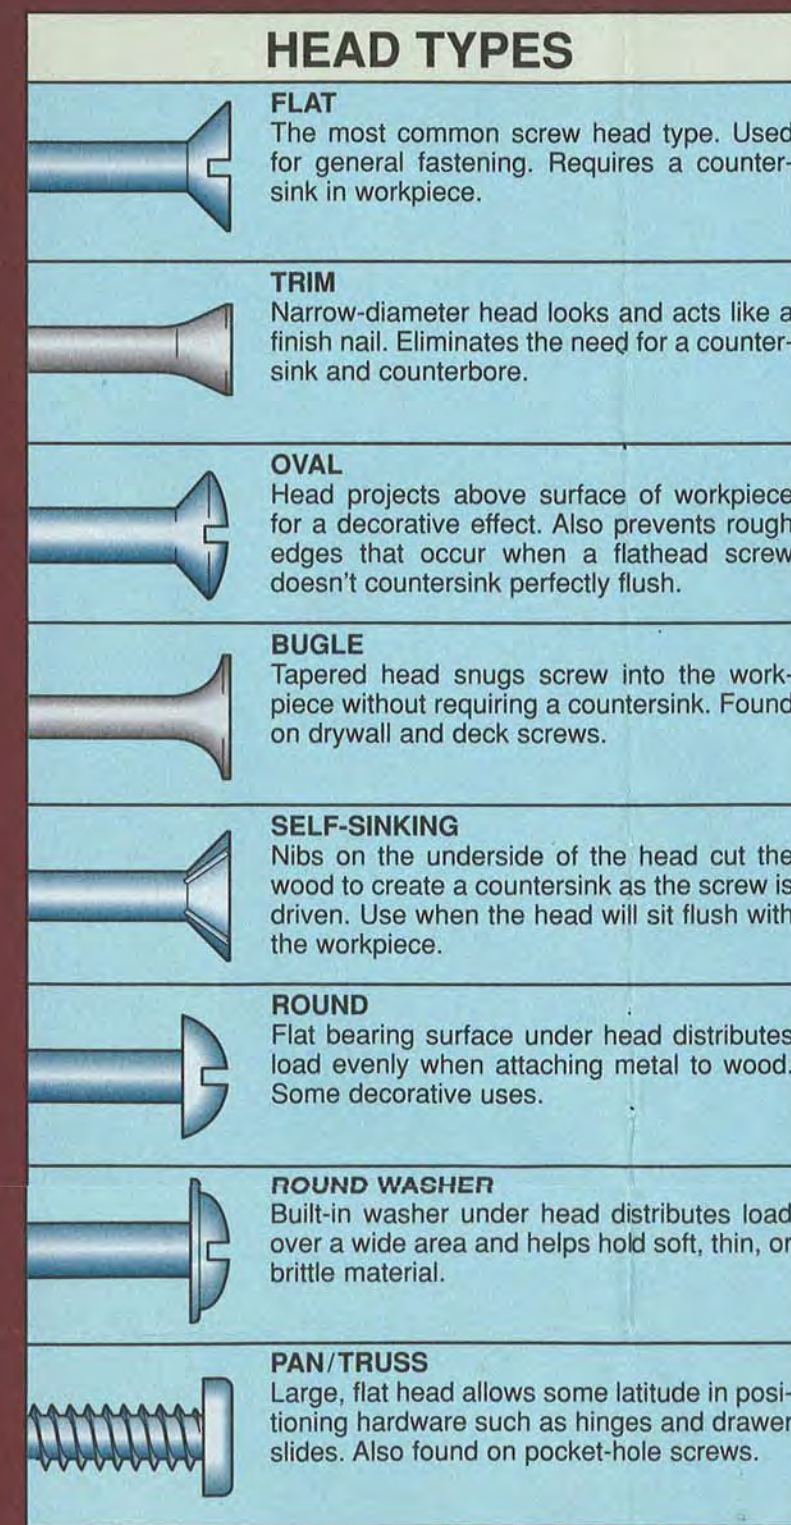 HEAD TYPES
FLAT
The most common screw head type. Used
for general fastening. Requires a counter-
sink in workpiece.
TRIM
Narrow-diameter head looks and acts like a
finish nail. Eliminates the need for a counter-
sink and counterbore.
OVAL
Head projects above surface of workpiece
for a decorative effect. Also prevents rough
edges that occur when a flathead screw
doesn't countersink perfectly flush.
BUGLE
Tapered head snugs screw into the work-
piece without requiring a countersink. Found
on drywall and deck screws.
SELF-SINKING
Nibs on the underside of the head cut the
wood to create a countersink as the screw is
driven. Use when the head will sit flush with
the workpiece.
ROUND
Flat bearing surface under head distributes
load evenly when attaching metal to wood.
Some decorative uses.
ROUND WASHER
Built-in washer under head distributes load
over a wide area and helps hold soft, thin, or
brittle material.
PAN/TRUSS
Large, flat head allows some latitude in posi-
tioning hardware such as hinges and drawer
slides. Also found on pocket-hole screws.